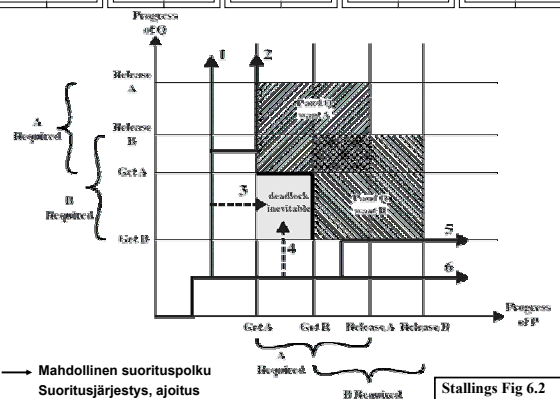 Progress
of Q
1
2
Release
A
P and Q
want A
A
Required
Release
B
Get A
3
deadlock
inevitable
P and Q
want B
B
Required
Get B
4
5
6
Progress
of P
Get A
Get B
Release A
Release B
A
Required
B Required
Mahdollinen suorituspolku
Suoritusjärjestys, ajoitus
Stallings Fig 6.2